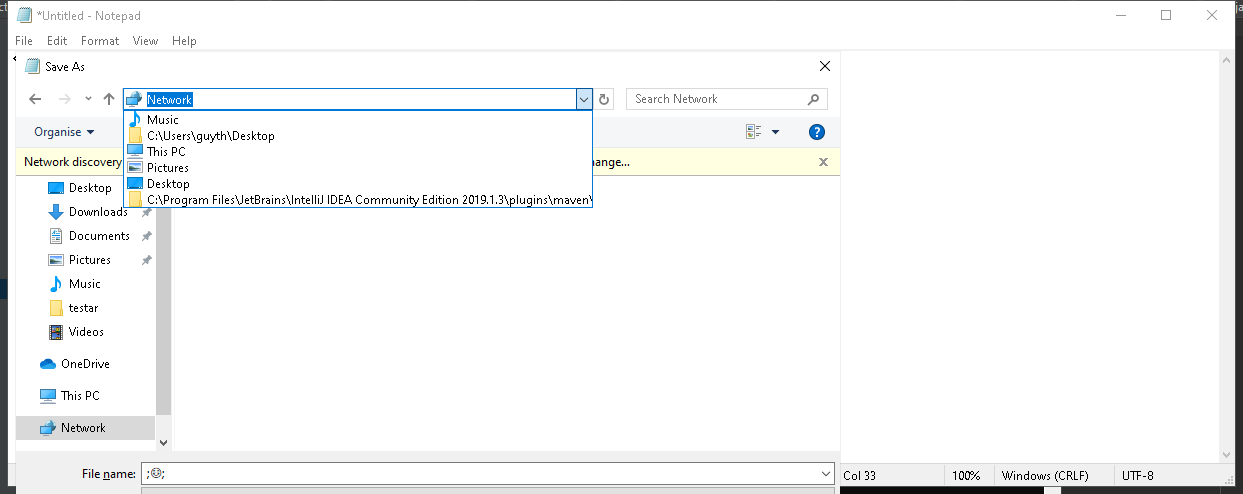 *Untitled - Notepad
File Edit Format View Help
Save As
Network
Search Network
Music
C:\Users\guyth\Desktop
This PC
Pictures
Desktop
C:\Program Files\JetBrains\IntelliJ IDEA Community Edition 2019.1.3\plugins\maven\
Organise
Network discovery
hange...
Desktop
Downloads
Documents
Pictures
Music
testar
Videos
OneDrive
This PC
Network
File name: ;☺;
Col 33 100% Windows (CRLF) UTF-8